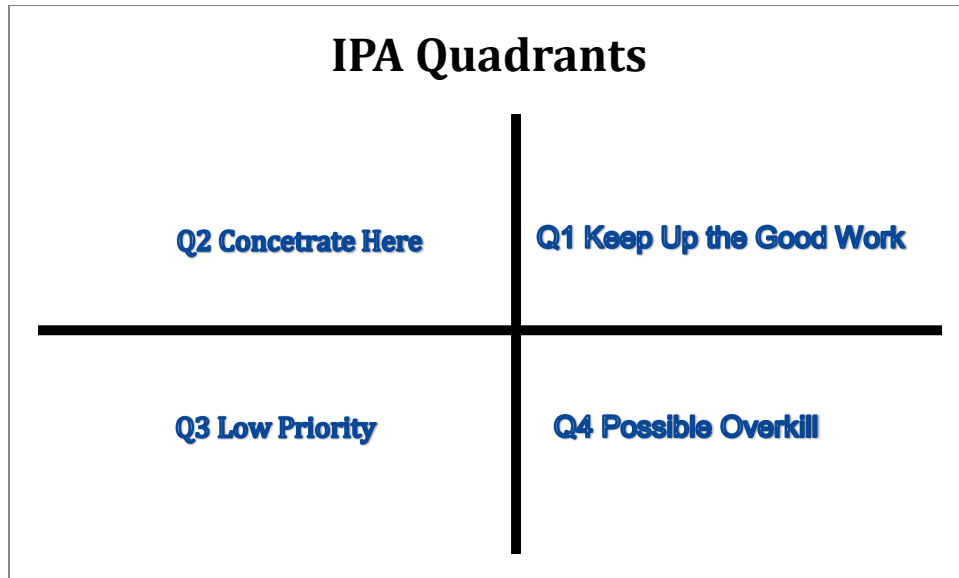 IPA Quadrants
Q2 Concetrate Here
Q1 Keep Up the Good Work
Q3 Low Priority
Q4 Possible Overkill